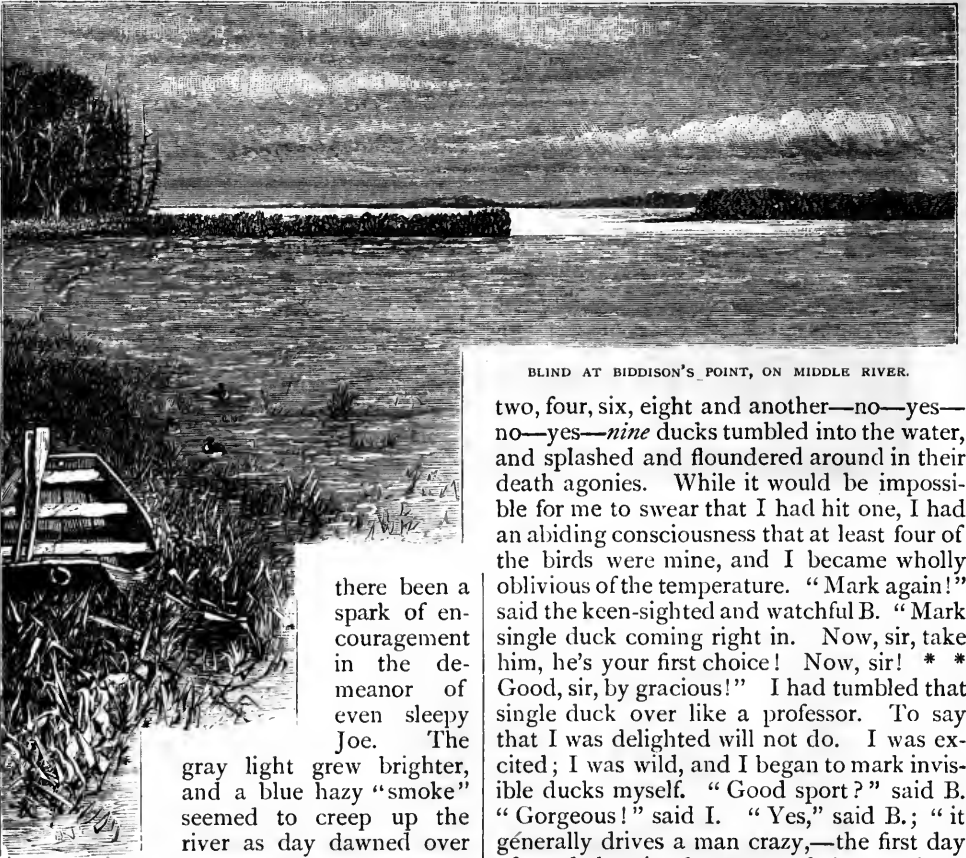 BLIND AT BIDDISON'S POINT, ON MIDDLE RIVER.
there been a
spark of en-
couragement
in the de-
meanor of
even sleepy
Joe. The
gray light grew brighter,
and a blue hazy “smoke”
seemed to creep up the
river as day dawned over
two, four, six, eight and another—no—yes—
no—yes—nine ducks tumbled into the water,
and splashed and floundered around in their
death agonies. While it would be impossi-
ble for me to swear that I had hit one, I had
an abiding consciousness that at least four of
the birds were mine, and I became wholly
oblivious of the temperature. “Mark again!”
said the keen-sighted and watchful B. “Mark
single duck coming right in. Now, sir, take
him, he's your first choice! Now, sir! * *
Good, sir, by gracious!” I had tumbled that
single duck over like a professor. To say
that I was delighted will not do. I was ex-
cited; I was wild, and I began to mark invis-
ible ducks myself. “Good sport?” said B.
“Gorgeous!” said I. “Yes,” said B.; “it
generally drives a man crazy,—the first day